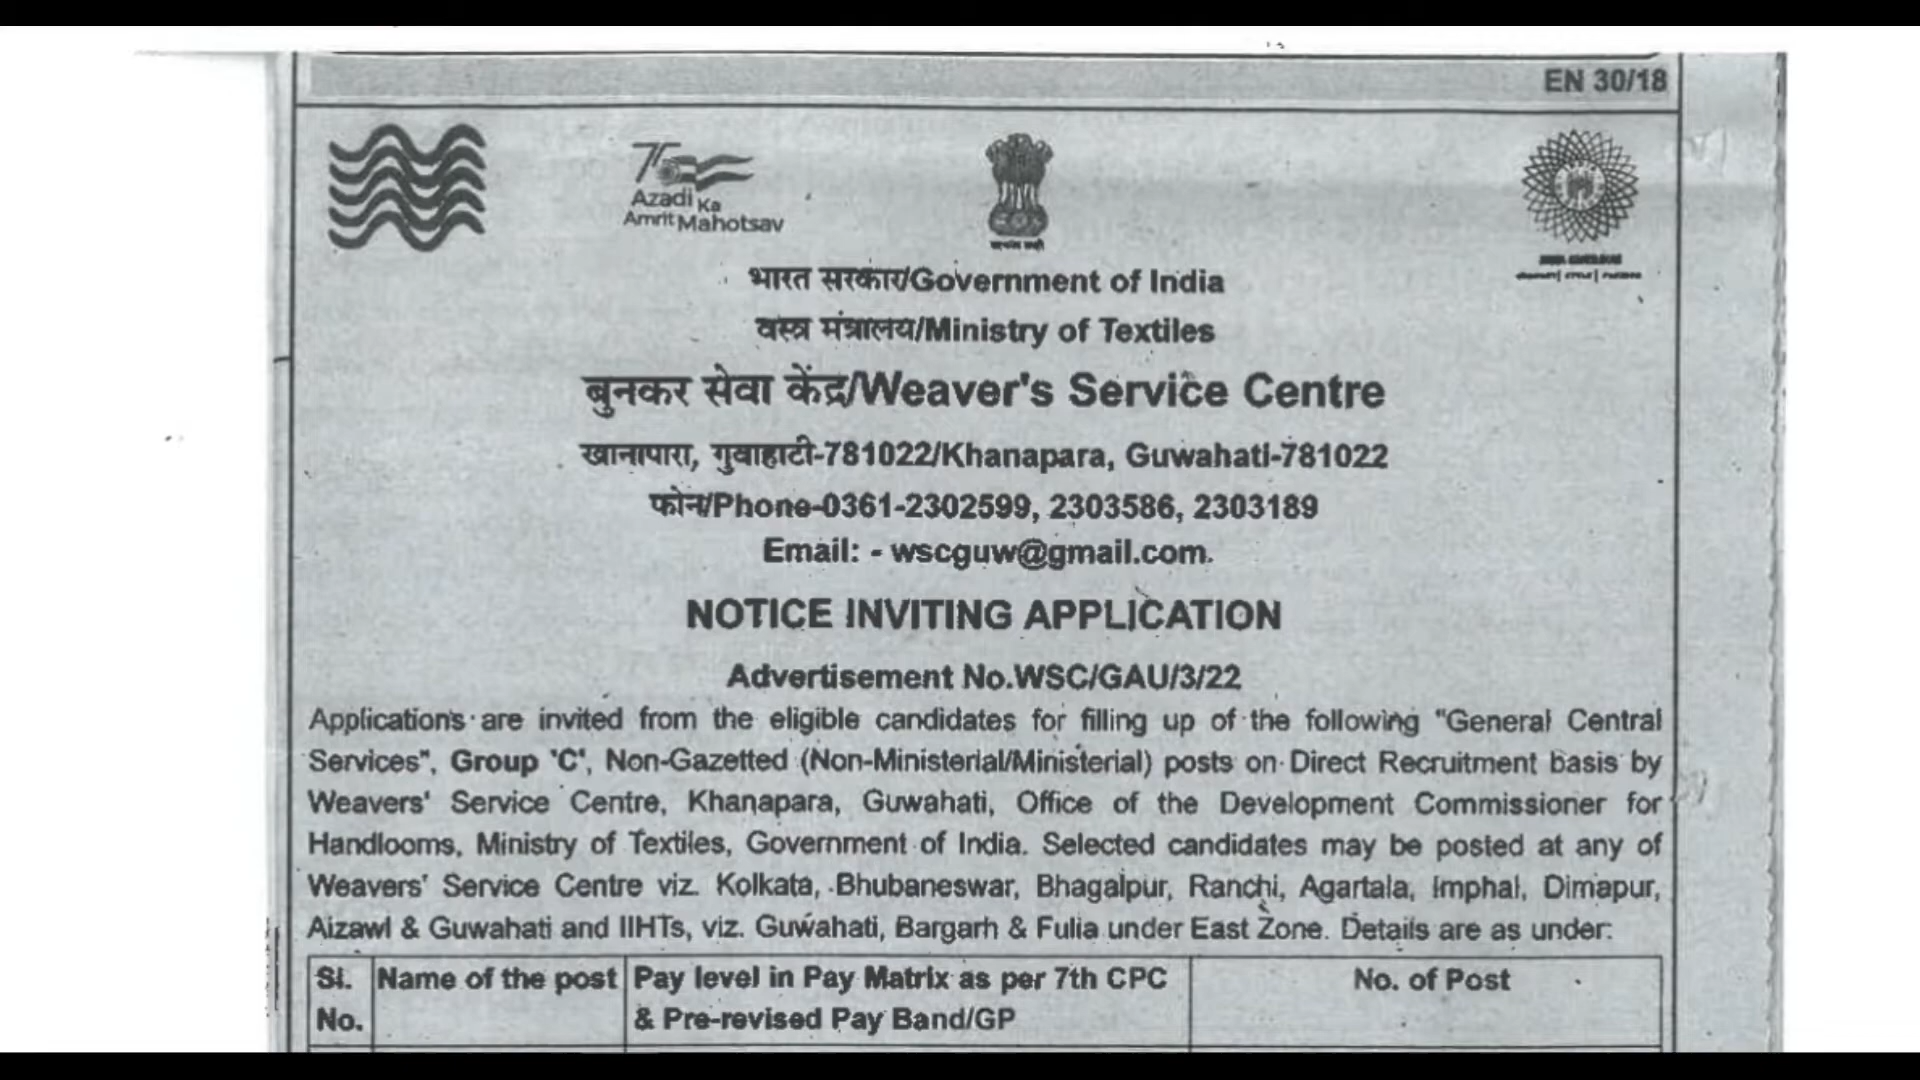 EN 30/18
75
Azadi Ka
Amrit Mahotsav
भारत सरकार/Government of India
वस्त्र मंत्रालय/Ministry of Textiles
बुनकर सेवा केंद्र/Weaver's Service Centre
खानापारा, गुवाहाटी-781022/Khanapara, Guwahati-781022
फोन/Phone-0361-2302599, 2303586, 2303189
Email: - wscguw@gmail.com.
NOTICE INVITING APPLICATION
Advertisement No.WSC/GAU/3/22
Applications are invited from the eligible candidates for filling up of the following "General Central
Services", Group 'C', Non-Gazetted (Non-Ministerial/Ministerial) posts on Direct Recruitment basis by
Weavers' Service Centre, Khanapara, Guwahati, Office of the Development Commissioner for
Handlooms, Ministry of Textiles, Government of India. Selected candidates may be posted at any of
Weavers' Service Centre viz. Kolkata, Bhubaneswar, Bhagalpur, Ranchi, Agartala, Imphal, Dimapur,
Aizawl & Guwahati and IIHTs, viz. Guwahati, Bargarh & Fulia under East Zone. Details are as under:
Sl. No. Name of the post Pay level in Pay Matrix as per 7th CPC & Pre-revised Pay Band/GP No. of Post